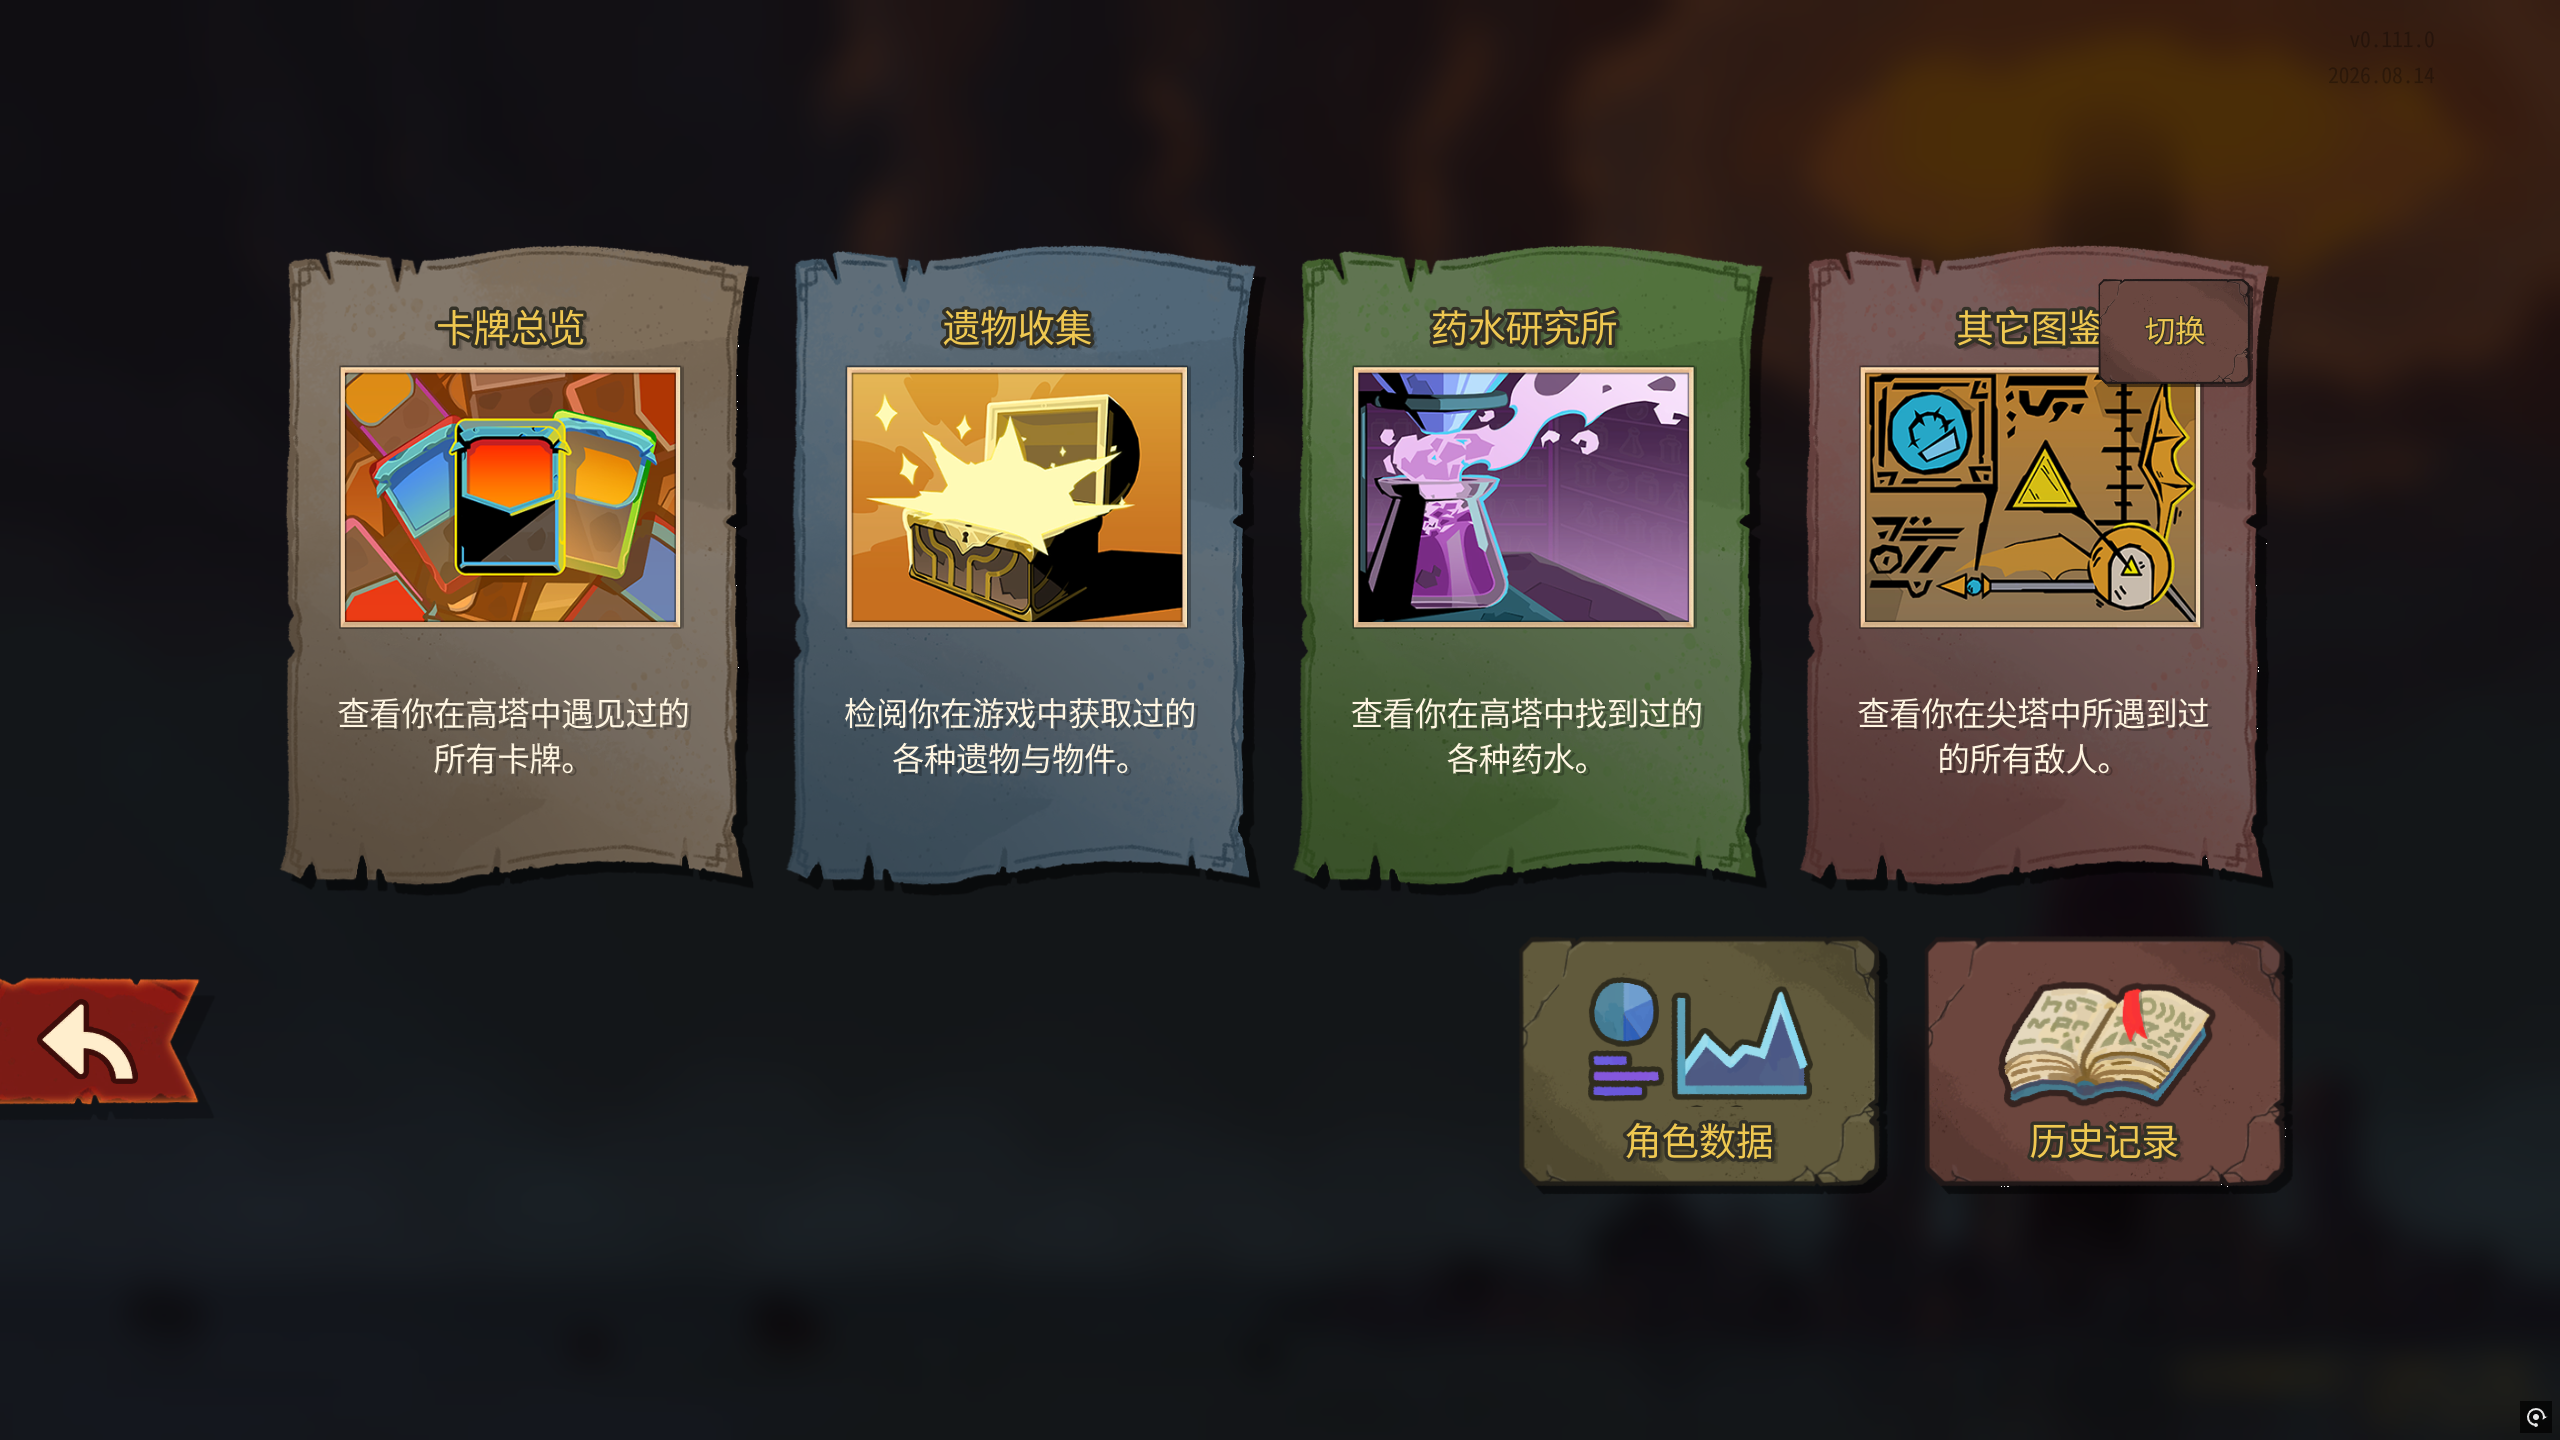 v0.111.0
2026.08.14
卡牌总览
遗物收集
药水研究所
其它图鉴
切换
查看你在高塔中遇见过的
所有卡牌。
检阅你在游戏中获取过的
各种遗物与物件。
查看你在高塔中找到过的
各种药水。
查看你在尖塔中所遇到过
的所有敌人。
角色数据
历史记录